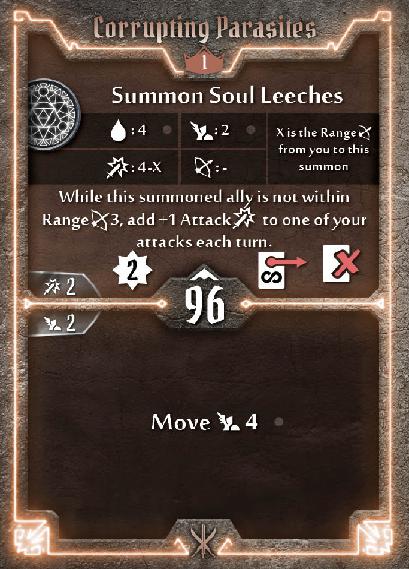 Corrupting Parasites
1
Summon Soul Leeches
: 4 : 2
: 4-X : -
X is the Range
from you to this
summon
While this summoned ally is not within
Range 3, add +1 Attack to one of your
attacks each turn.
2
2
96
2
Move 4